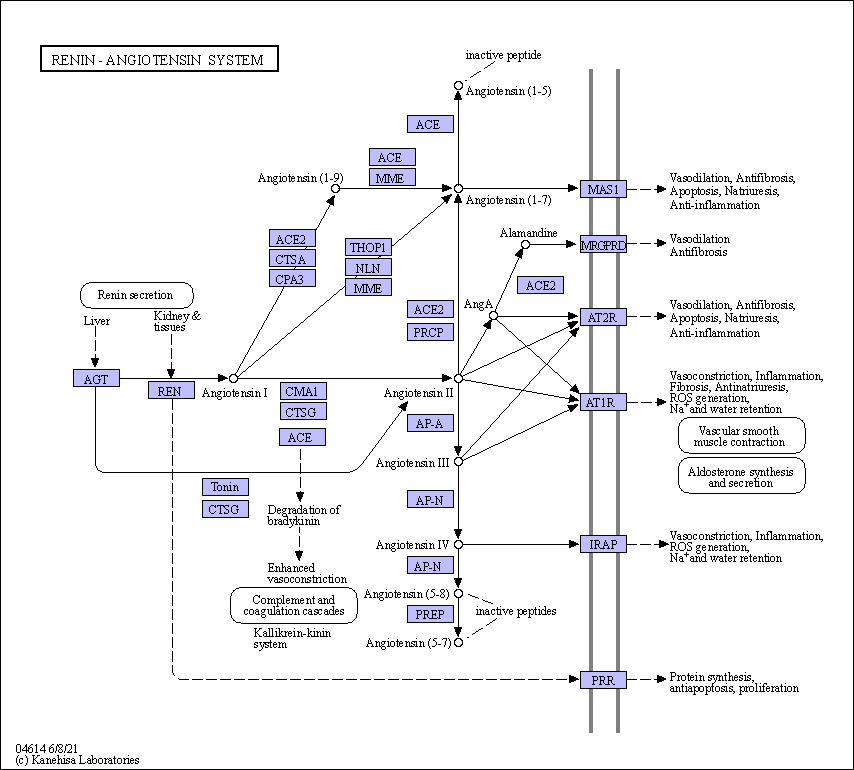 RENIN - ANGIOTENSIN SYSTEM
inactive peptide
Angiotensin (1-5)
ACE
ACE
MME
Angiotensin (1-9)
Angiotensin (1-7)
MAS1
Vasodilation, Antifibrosis,
Apoptosis, Natriuresis,
Anti-inflammation
ACE2
CTSA
CPA3
THOP1
NLN
MME
Alamandine
MRGPRD
Vasodilation
Antifibrosis
ACE2
Renin secretion
Liver
Kidney &
tissues
ACE2
PRCP
AngA
AT2R
Vasodilation, Antifibrosis,
Apoptosis, Natriuresis,
Anti-inflammation
AGT
REN
Angiotensin I
CMA1
CTSG
ACE
Angiotensin II
AT1R
Vasoconstriction, Inflammation,
Fibrosis, Antinatriuresis,
ROS generation,
Na+ and water retention
Vascular smooth
muscle contraction
Aldosterone synthesis
and secretion
AP-A
Angiotensin III
Tonin
CTSG
AP-N
Degradation of
bradykinin
Angiotensin IV
IRAP
Vasoconstriction, Inflammation,
ROS generation,
Na+ and water retention
Enhanced
vasoconstriction
AP-N
Complement and
coagulation cascades
Angiotensin (5-8)
PREP
inactive peptides
Kallikrein-kinin
system
Angiotensin (5-7)
PRR
Protein synthesis,
antiapoptosis, proliferation
04614 6/8/21
(c) Kanehisa Laboratories